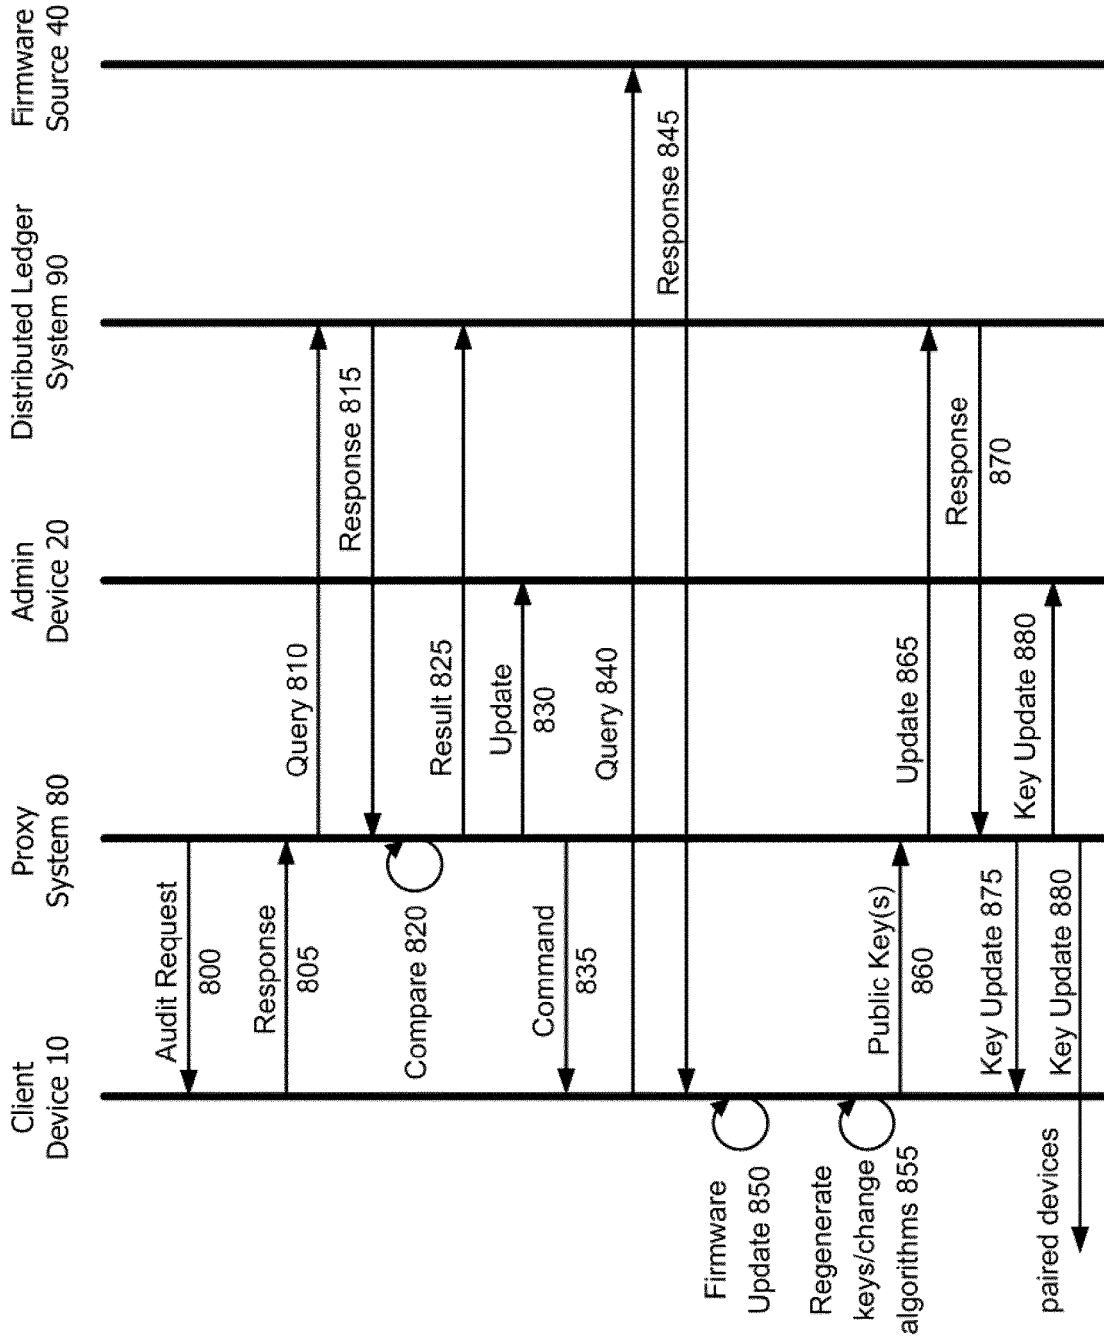 Client
Device 10
Proxy
System 80
Admin
Device 20
Distributed Ledger
System 90
Firmware
Source 40
Audit Request
800
Response
805
Query 810
Response 815
Compare 820
Result 825
Update
830
Command
835
Query 840
Response 845
Firmware
Update 850
Regenerate
keys/change
algorithms 855
Public Key(s)
860
Update 865
Response
870
Key Update 875
Key Update 880
Key Update 880
paired devices